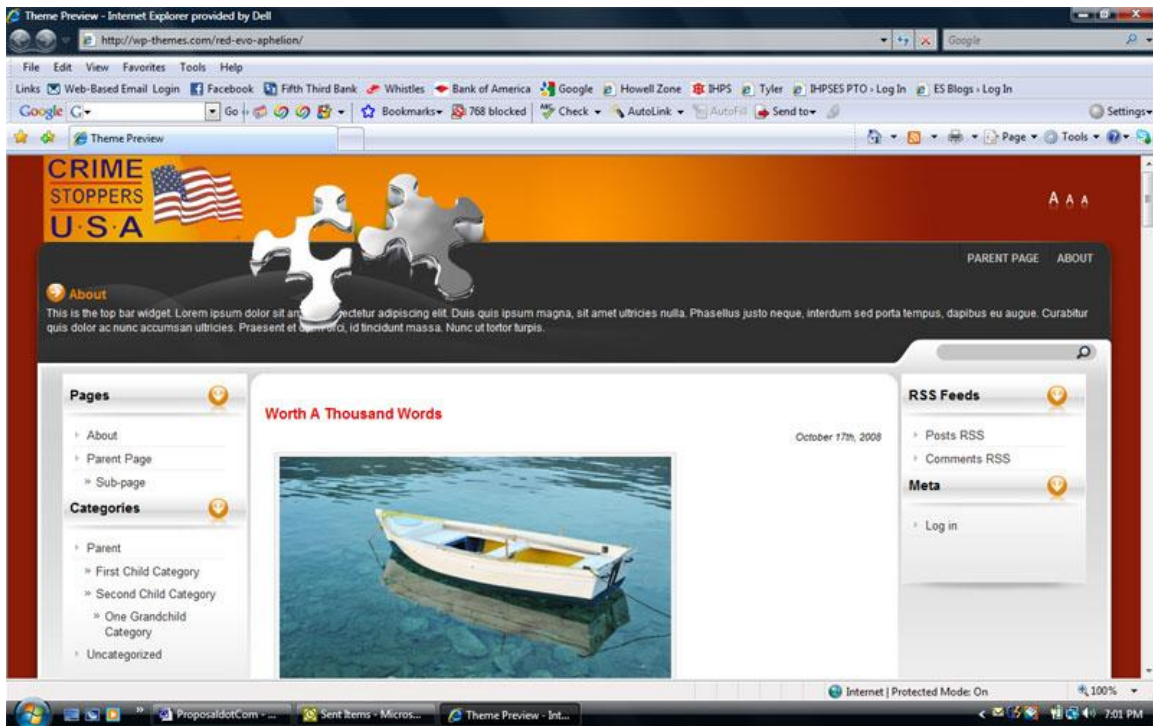 Theme Preview - Internet Explorer provided by Dell
http://wp-themes.com/red-evo-aphelion/
Google
File Edit View Favorites Tools Help
Links Web-Based Email Login Facebook Fifth Third Bank Whistles Bank of America Google Howell Zone IHPS Tyler IHPSES PTO › Log In ES Blogs › Log In
Google G Go Bookmarks 768 blocked Check AutoLink AutoFill Send to Settings
Theme Preview Page Tools
CRIME
STOPPERS
U·S·A
A A A
PARENT PAGE ABOUT
About
This is the top bar widget. Lorem ipsum dolor sit adipiscing elit. Duis quis ipsum magna, sit amet ultricies nulla. Phasellus justo neque, interdum sed porta tempus, dapibus eu augue. Curabitur
quis dolor ac nunc accumsan ultricies. Praesent et id tincidunt massa. Nunc ut tortor turpis.
Pages
About
Parent Page
» Sub-page
Categories
Parent
» First Child Category
» Second Child Category
» One Grandchild
Category
Uncategorized
Worth A Thousand Words
October 17th, 2008
RSS Feeds
Posts RSS
Comments RSS
Meta
Log in
Internet | Protected Mode: On 100%
ProposaldotCom - ... Sent Items - Micros... Theme Preview - Int... 7:01 PM